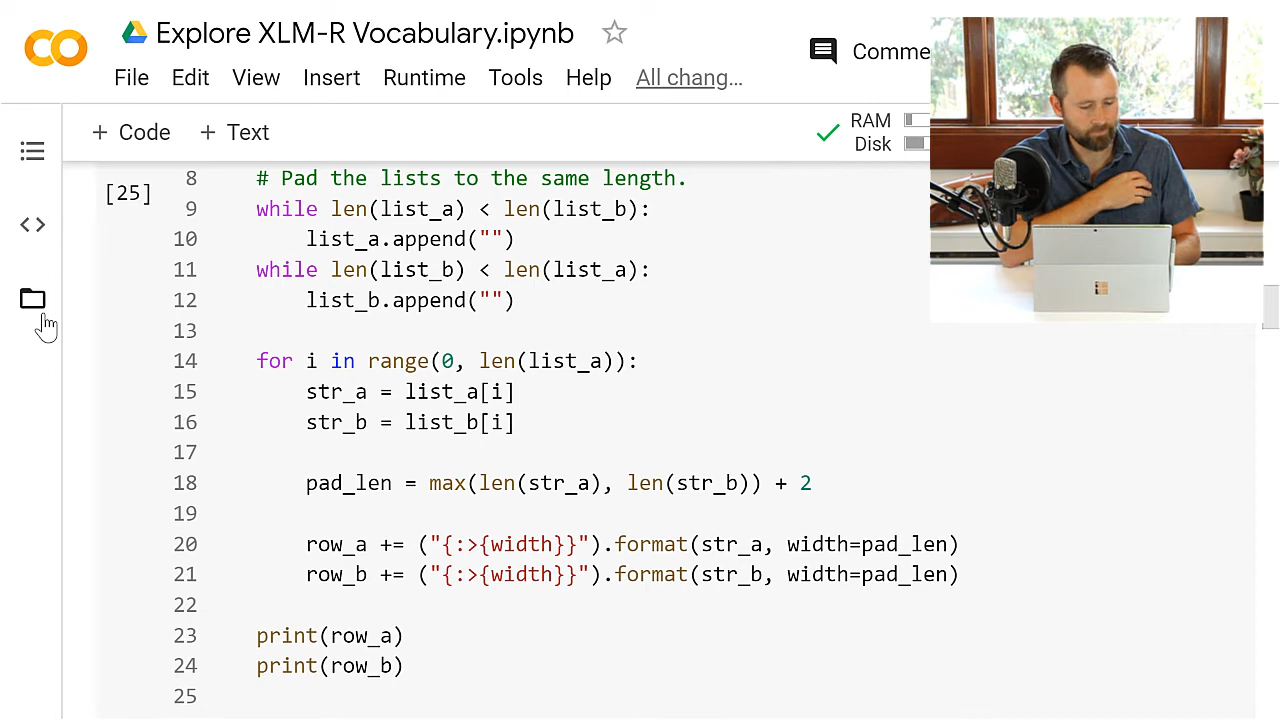 Explore XLM-R Vocabulary.ipynb
Comme
File Edit View Insert Runtime Tools Help All chang…
+ Code + Text
RAM
Disk
[25]
8 # Pad the lists to the same length.
9 while len(list_a) < len(list_b):
10 list_a.append("")
11 while len(list_b) < len(list_a):
12 list_b.append("")
13
14 for i in range(0, len(list_a)):
15 str_a = list_a[i]
16 str_b = list_b[i]
17
18 pad_len = max(len(str_a), len(str_b)) + 2
19
20 row_a += ("{:>{width}}").format(str_a, width=pad_len)
21 row_b += ("{:>{width}}").format(str_b, width=pad_len)
22
23 print(row_a)
24 print(row_b)
25